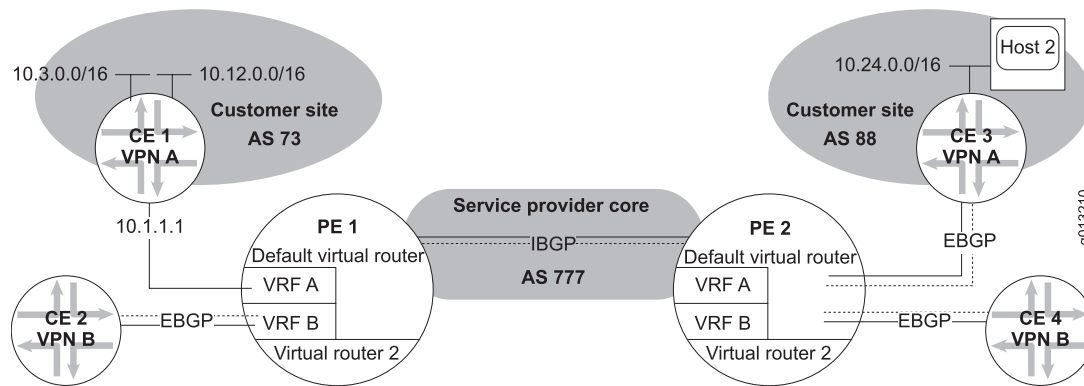 10.3.0.0/16
10.12.0.0/16
Customer site
AS 73
CE 1
VPN A
10.1.1.1
CE 2
VPN B
EBGP
PE 1
Default virtual router
VRF A
VRF B
Virtual router 2
Service provider core
IBGP
AS 777
PE 2
Default virtual router
VRF A
VRF B
Virtual router 2
10.24.0.0/16
Host 2
Customer site
AS 88
CE 3
VPN A
EBGP
EBGP
CE 4
VPN B
g013210